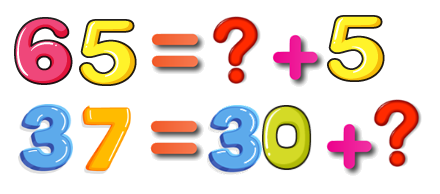 65 = ? + 5
37 = 30 + ?